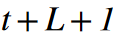 t + L + 1